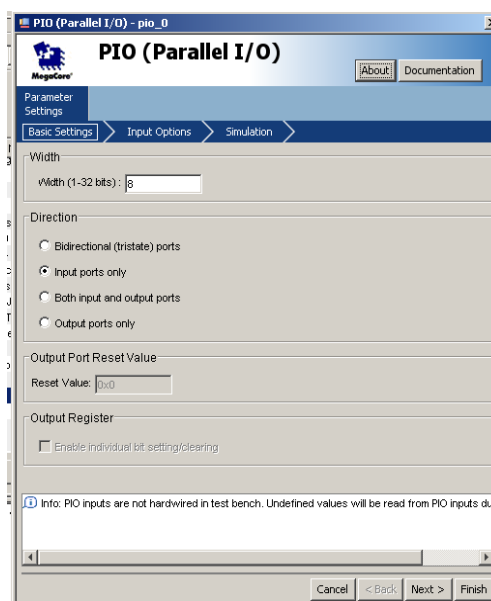 PIO (Parallel I/O) - pio_0
PIO (Parallel I/O)
MegaCore®
About
Documentation
Parameter
Settings
Basic Settings
Input Options
Simulation
Width
Width (1-32 bits) : 8
Direction
Bidirectional (tristate) ports
Input ports only
Both input and output ports
Output ports only
Output Port Reset Value
Reset Value: 0x0
Output Register
Enable individual bit setting/clearing
Info: PIO inputs are not hardwired in test bench. Undefined values will be read from PIO inputs du
Cancel
< Back
Next >
Finish